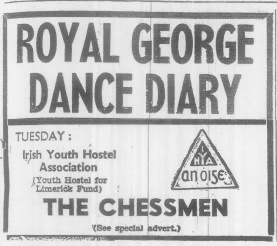 ROYAL GEORGE
DANCE DIARY
TUESDAY :
Irish Youth Hostel
Association
(Youth Hostel for
Limerick Fund)
an óige
THE CHESSMEN
(See special advert.)